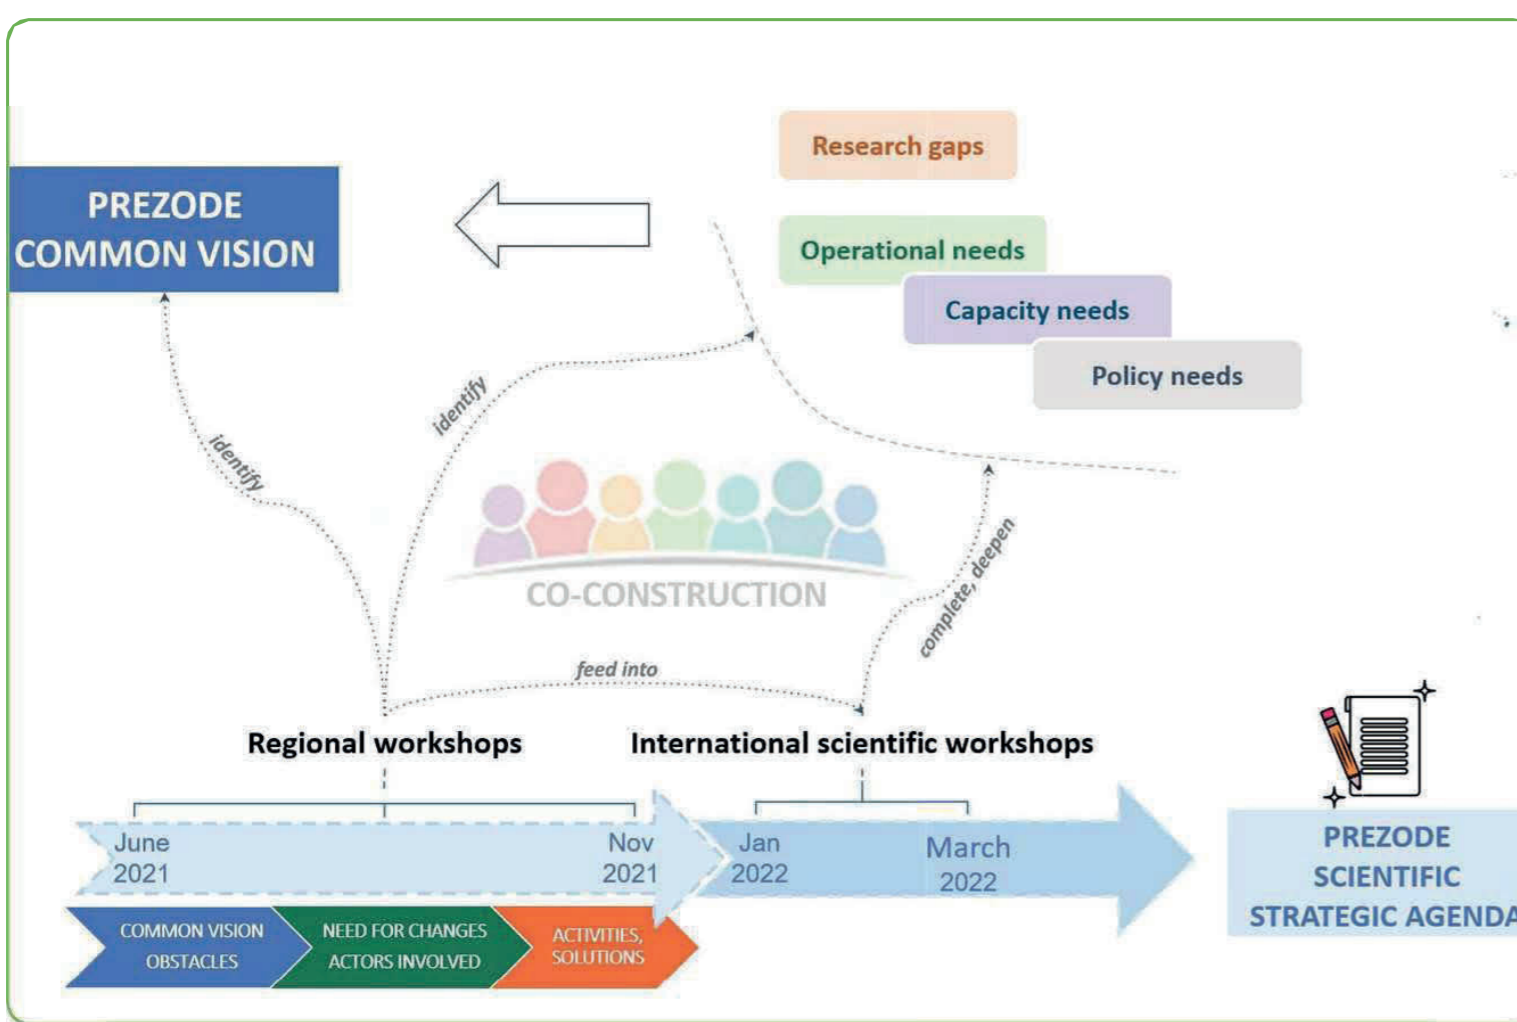 Research gaps
PREZODE
COMMON VISION
Operational needs
Capacity needs
Policy needs
identify
identify
complete, deepen
CO-CONSTRUCTION
feed into
Regional workshops
International scientific workshops
June
2021
Nov
2021
Jan
2022
March
2022
PREZODE
SCIENTIFIC
STRATEGIC AGENDA
COMMON VISION
OBSTACLES
NEED FOR CHANGES
ACTORS INVOLVED
ACTIVITIES,
SOLUTIONS